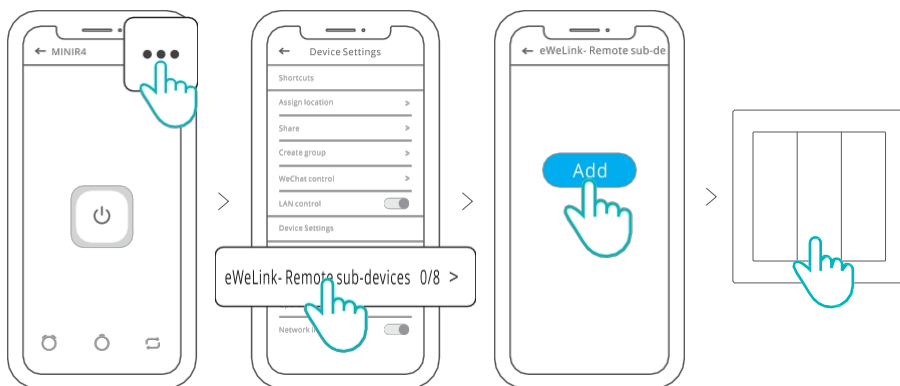 ← MINIR4
← Device Settings
Shortcuts
Assign location >
Share >
Create group >
WeChat control >
LAN control
Device Settings
eWeLink- Remote sub-devices 0/8 >
Network
← eWeLink- Remote sub-de
Add